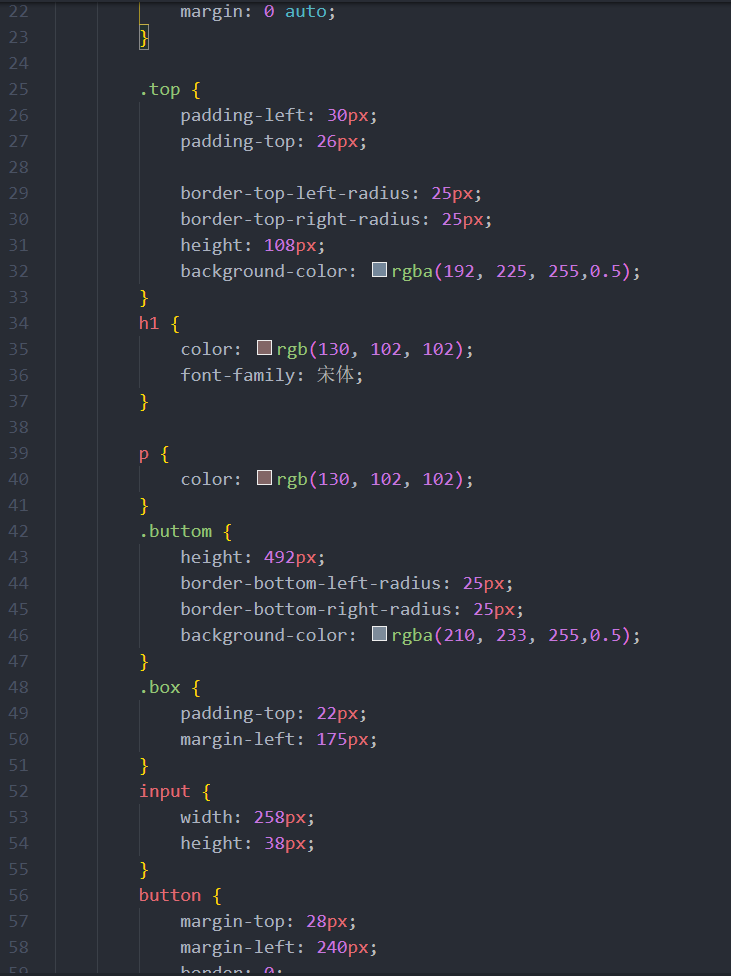 22 margin: 0 auto;
23 }
24
25 .top {
26 padding-left: 30px;
27 padding-top: 26px;
28
29 border-top-left-radius: 25px;
30 border-top-right-radius: 25px;
31 height: 108px;
32 background-color: rgba(192, 225, 255,0.5);
33 }
34 h1 {
35 color: rgb(130, 102, 102);
36 font-family: 宋体;
37 }
38
39 p {
40 color: rgb(130, 102, 102);
41 }
42 .buttom {
43 height: 492px;
44 border-bottom-left-radius: 25px;
45 border-bottom-right-radius: 25px;
46 background-color: rgba(210, 233, 255,0.5);
47 }
48 .box {
49 padding-top: 22px;
50 margin-left: 175px;
51 }
52 input {
53 width: 258px;
54 height: 38px;
55 }
56 button {
57 margin-top: 28px;
58 margin-left: 240px;
59 border: 0;